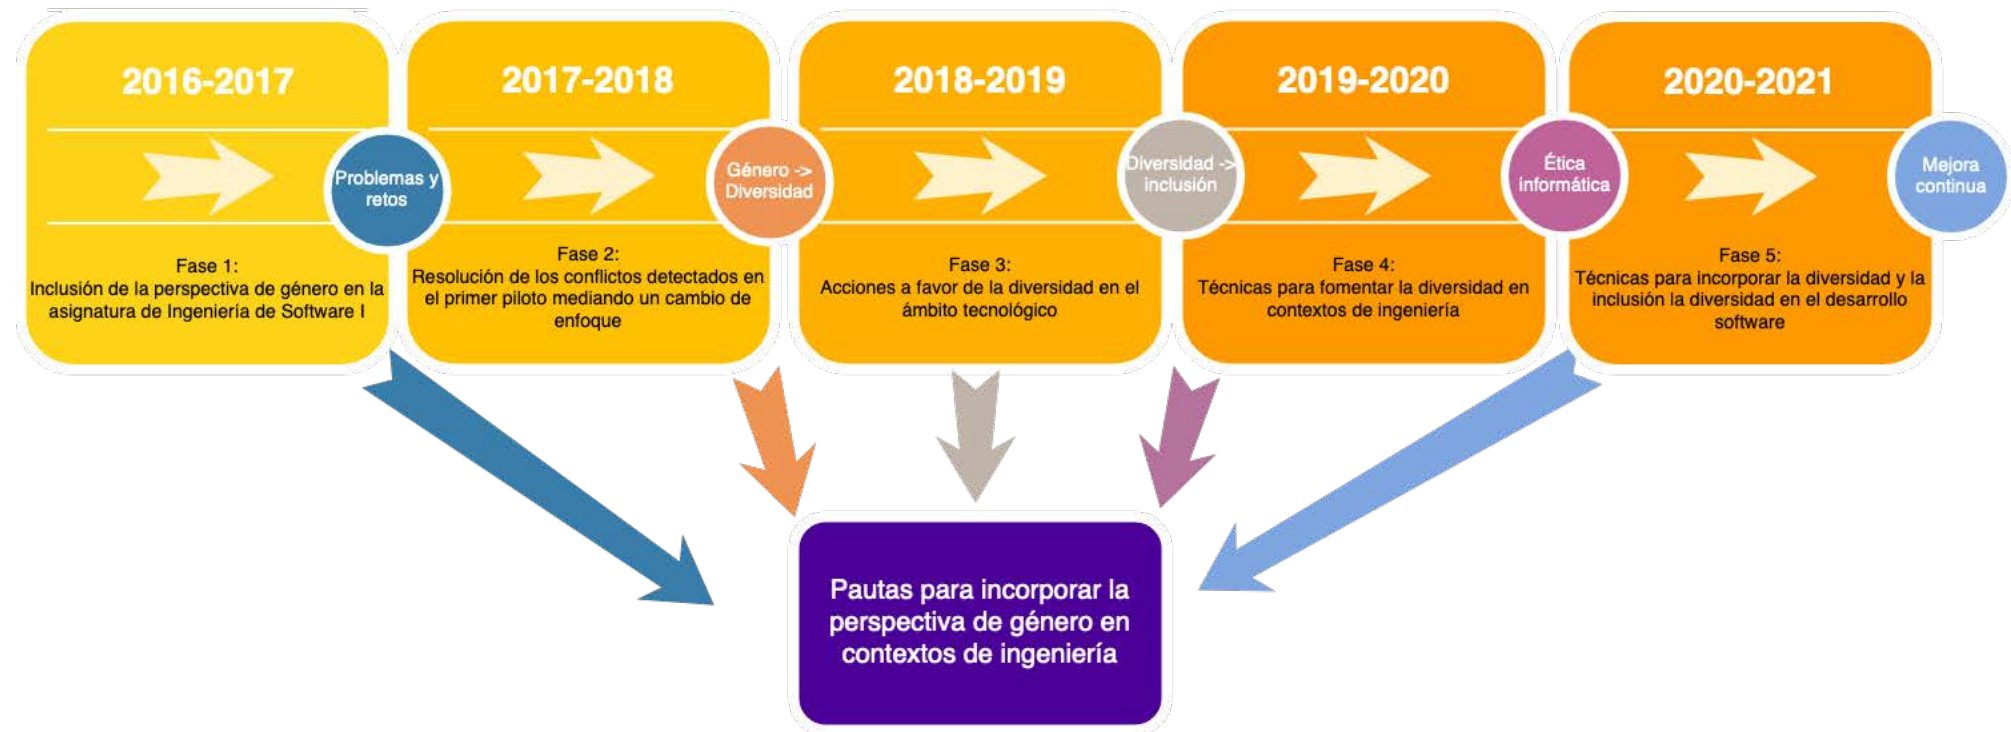 2016-2017
Problemas y
retos
Fase 1:
Inclusión de la perspectiva de género en la
asignatura de Ingeniería de Software I
2017-2018
Género ->
Diversidad
Fase 2:
Resolución de los conflictos detectados en
el primer piloto mediando un cambio de
enfoque
2018-2019
Diversidad ->
inclusión
Fase 3:
Acciones a favor de la diversidad en el
ámbito tecnológico
2019-2020
Ética
informática
Fase 4:
Técnicas para fomentar la diversidad en
contextos de ingeniería
2020-2021
Mejora
continua
Fase 5:
Técnicas para incorporar la diversidad y la
inclusión la diversidad en el desarrollo
software
Pautas para incorporar la
perspectiva de género en
contextos de ingeniería